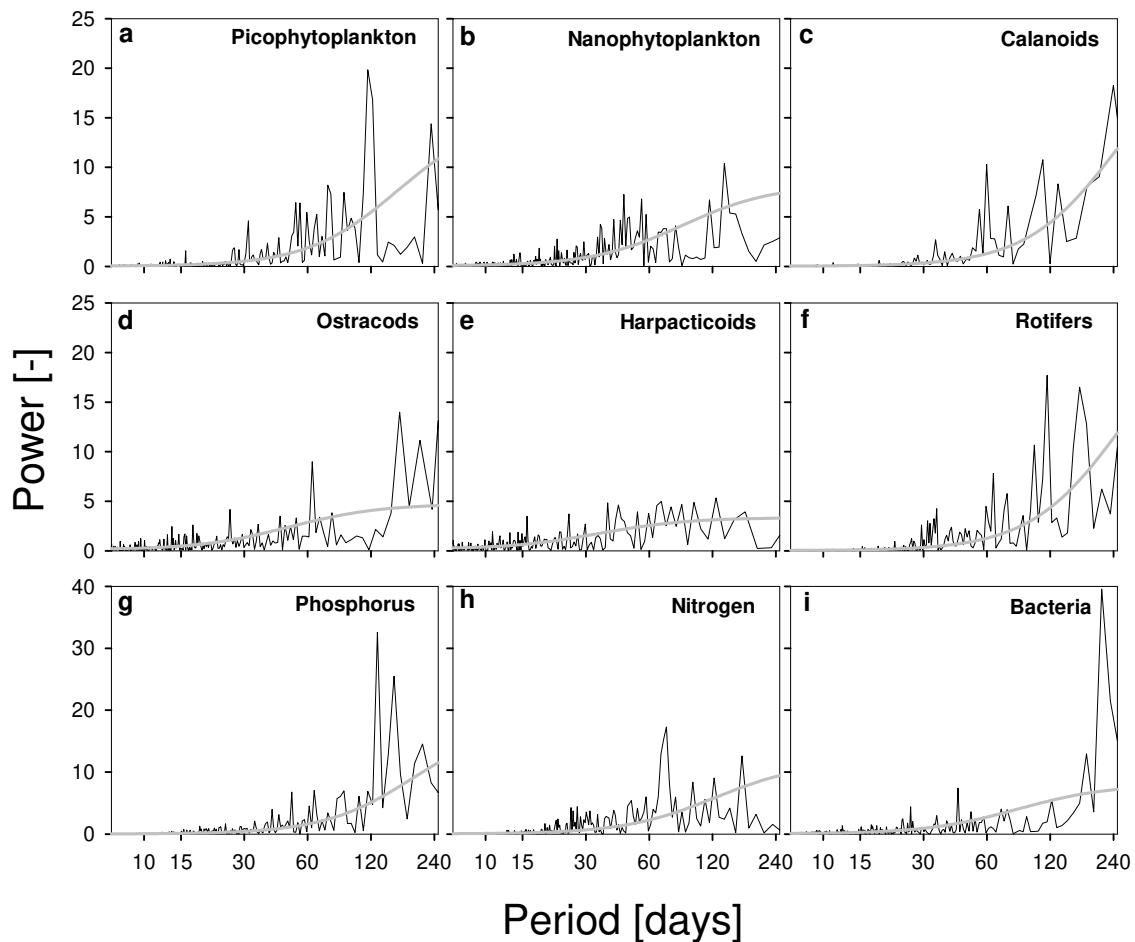 a Picophytoplankton b Nanophytoplankton c Calanoids
25
20
15
10
5
0
d Ostracods e Harpacticoids f Rotifers
25
20
15
10
5
0
Power [-]
g Phosphorus h Nitrogen i Bacteria
40
30
20
10
0
10 15 30 60 120 240 10 15 30 60 120 240 10 15 30 60 120 240
Period [days]